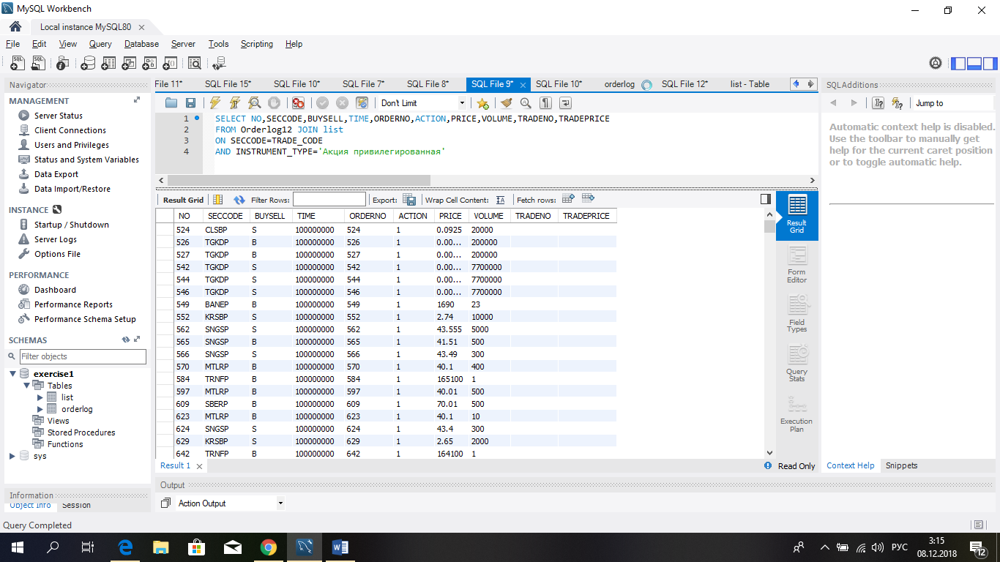 MySQL Workbench
Local instance MySQL80
File Edit View Query Database Server Tools Scripting Help
Navigator
MANAGEMENT
Server Status
Client Connections
Users and Privileges
Status and System Variables
Data Export
Data Import/Restore
INSTANCE
Startup / Shutdown
Server Logs
Options File
PERFORMANCE
Dashboard
Performance Reports
Performance Schema Setup
SCHEMAS
Filter objects
exercise1
Tables
list
orderlog
Views
Stored Procedures
Functions
sys
Information
Object Info Session
File 11* SQL File 15* SQL File 10* SQL File 7* SQL File 8* SQL File 9* SQL File 10* orderlog SQL File 12* list - Table
Don't Limit
1 SELECT NO,SECCODE,BUYSELL,TIME,ORDERNO,ACTION,PRICE,VOLUME,TRADENO,TRADEPRICE
2 FROM Orderlog12 JOIN list
3 ON SECCODE=TRADE_CODE
4 AND INSTRUMENT_TYPE='Акция привилегированная'
Result Grid Filter Rows: Export: Wrap Cell Content: Fetch rows:
NO SECCODE BUYSELL TIME ORDERNO ACTION PRICE VOLUME TRADENO TRADEPRICE
524 CLSBP S 100000000 524 1 0.0925 20000
526 TGKDP B 100000000 526 1 0.00... 200000
527 TGKDP B 100000000 527 1 0.00... 200000
542 TGKDP S 100000000 542 1 0.00... 7700000
544 TGKDP S 100000000 544 1 0.00... 7700000
546 TGKDP S 100000000 546 1 0.00... 7700000
549 BANEP B 100000000 549 1 1690 23
552 KRSBP S 100000000 552 1 2.74 10000
562 SNGSP S 100000000 562 1 43.555 5000
565 SNGSP B 100000000 565 1 41.51 500
566 SNGSP S 100000000 566 1 43.49 300
570 MTLRP B 100000000 570 1 40.1 400
584 TRNFP B 100000000 584 1 165100 1
597 MTLRP B 100000000 597 1 40.01 500
609 SBERP B 100000000 609 1 70.01 500
623 MTLRP B 100000000 623 1 40.1 10
624 SNGSP S 100000000 624 1 43.4 300
629 KRSBP S 100000000 629 1 2.65 2000
642 TRNFP B 100000000 642 1 164100 1
Result Grid
Form Editor
Field Types
Query Stats
Execution Plan
Result 1
Read Only
Output
Action Output
SQLAdditions
Jump to
Automatic context help is disabled.
Use the toolbar to manually get
help for the current caret position
or to toggle automatic help.
Context Help Snippets
Query Completed
РУС
3:15
08.12.2018
12